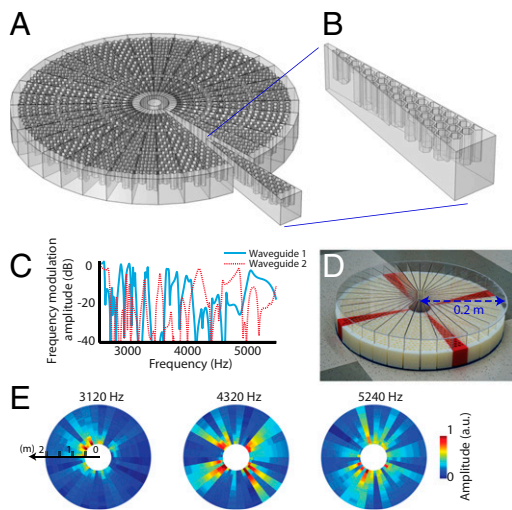 A
B
C
Frequency modulation
amplitude (dB)
0
-20
-40
3000
4000
5000
Frequency (Hz)
Waveguide 1
Waveguide 2
D
0.2 m
E
3120 Hz
4320 Hz
5240 Hz
(m) 2 1 0
1
0
Amplitude (a.u.)